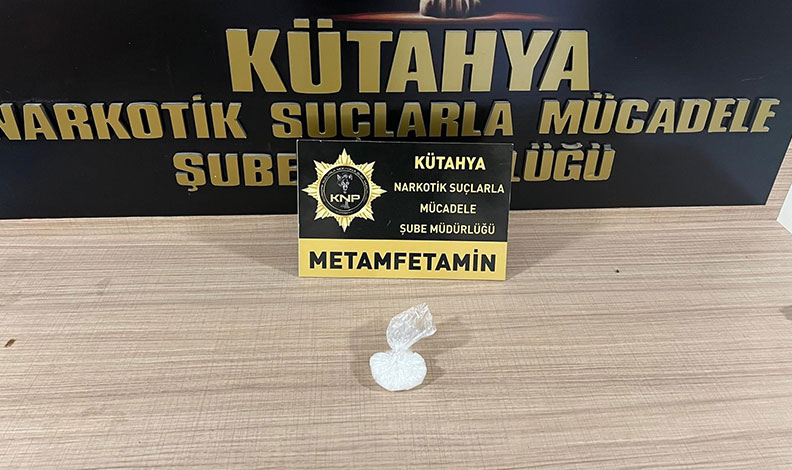 KÜTAHYA
NARKOTİK SUÇLARLA MÜCADELE
ŞUBE
KNP
KÜTAHYA
NARKOTİK SUÇLARLA
MÜCADELE
ŞUBE MÜDÜRLÜĞÜ
METAMFETAMİN